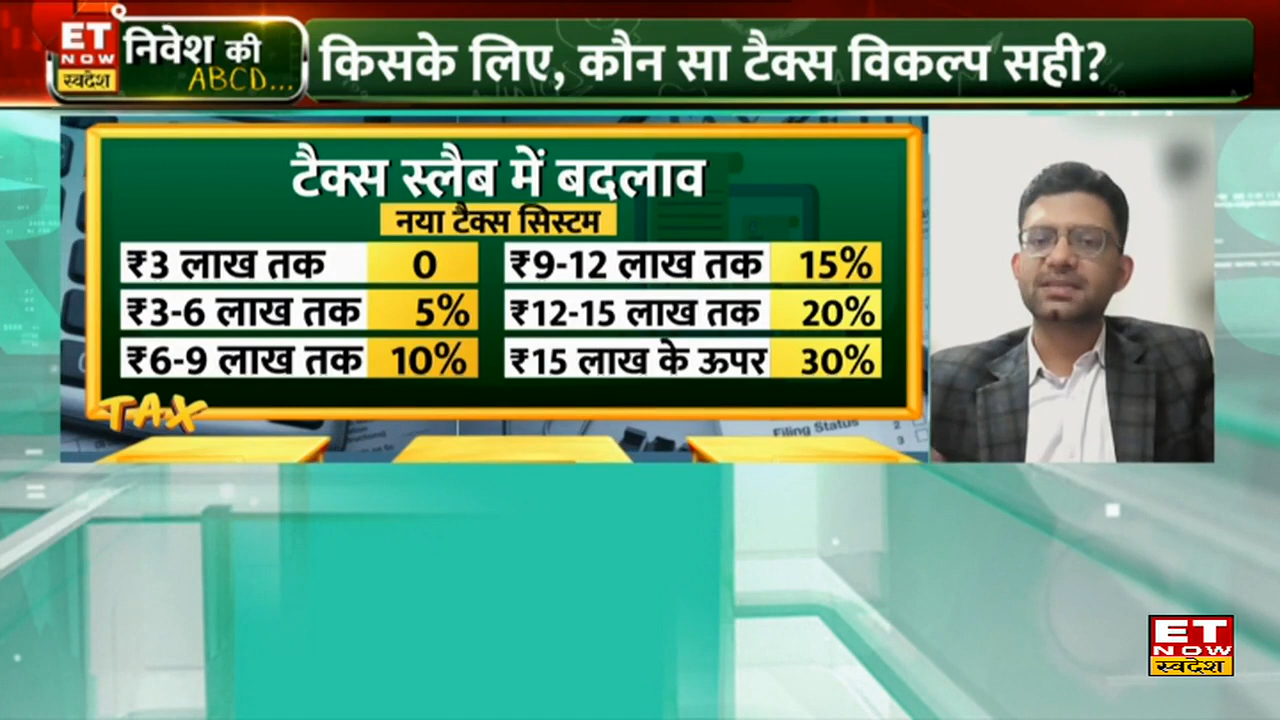 ET
NOW
स्वदेश
निवेश की
ABCD...
किसके लिए, कौन सा टैक्स विकल्प सही?
टैक्स स्लैब में बदलाव
नया टैक्स सिस्टम
₹3 लाख तक 0
₹3-6 लाख तक 5%
₹6-9 लाख तक 10%
₹9-12 लाख तक 15%
₹12-15 लाख तक 20%
₹15 लाख के ऊपर 30%
TAX
Filing Status
2
3
ET
NOW
स्वदेश